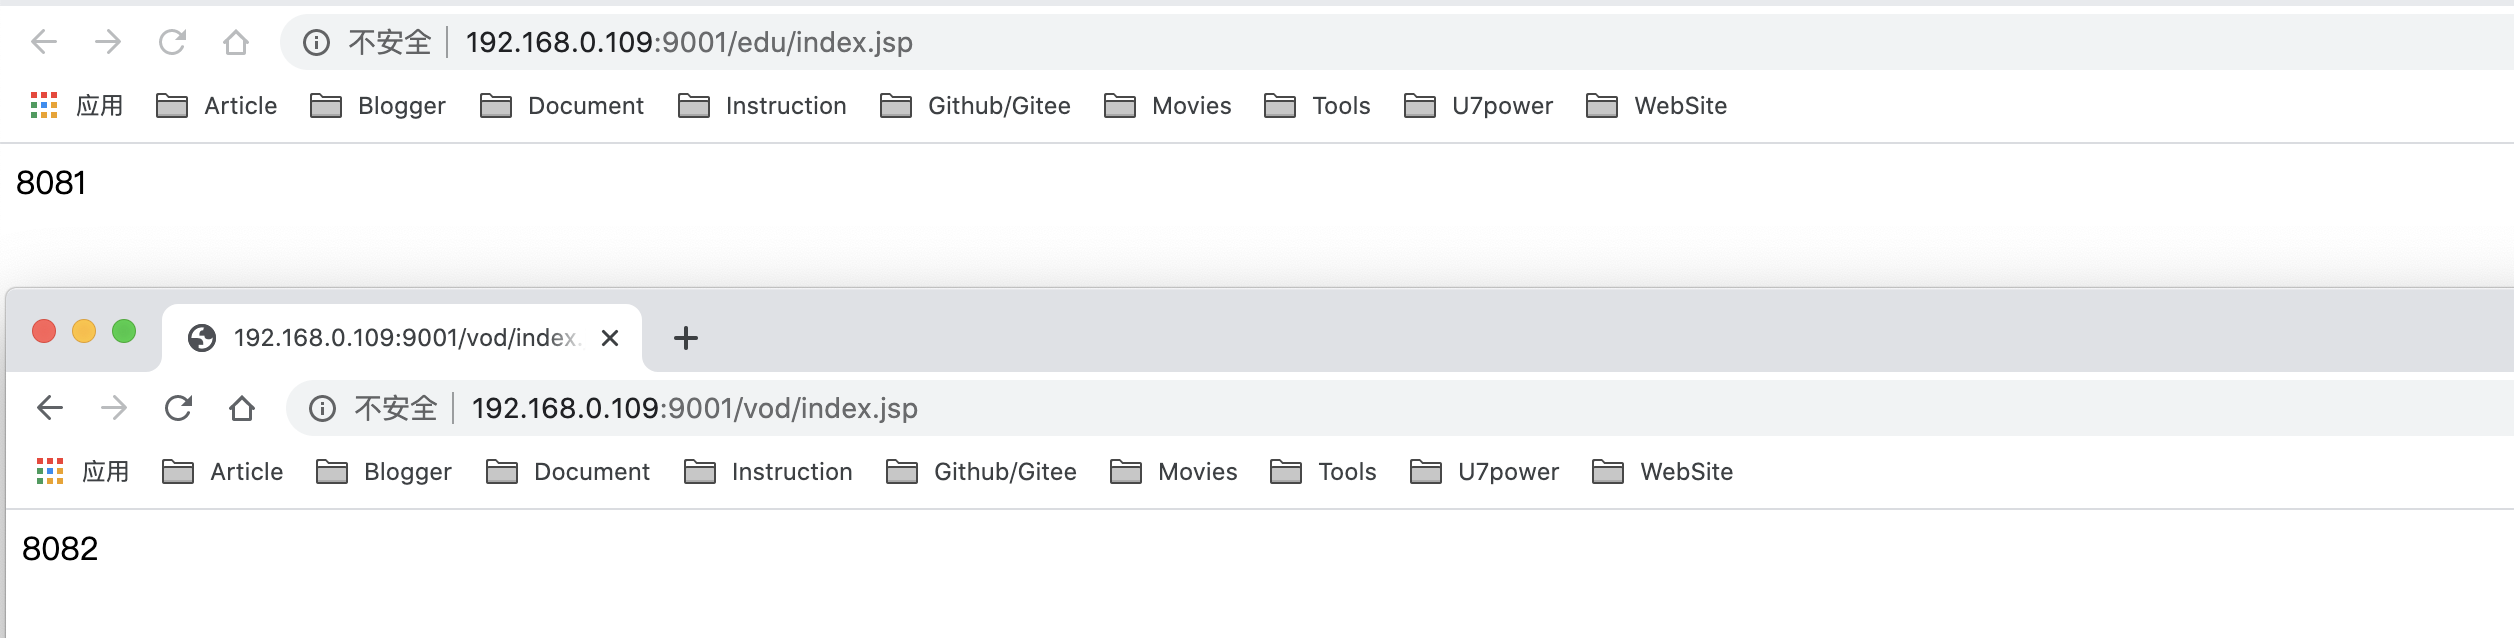 不安全 192.168.0.109:9001/edu/index.jsp
应用 Article Blogger Document Instruction Github/Gitee Movies Tools U7power WebSite
8081
192.168.0.109:9001/vod/index.
不安全 192.168.0.109:9001/vod/index.jsp
应用 Article Blogger Document Instruction Github/Gitee Movies Tools U7power WebSite
8082